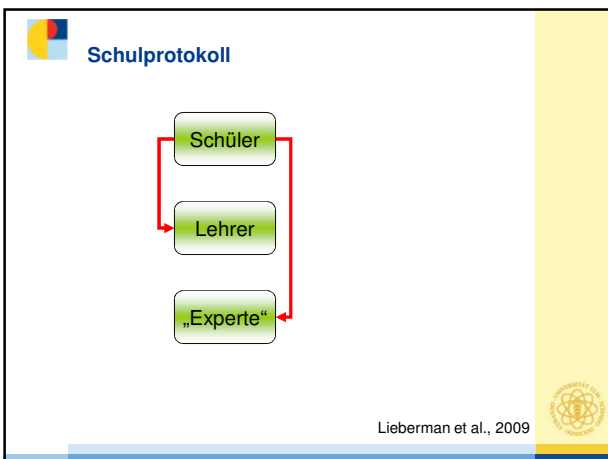 Schulprotokoll
Schüler
Lehrer
„Experte“
Lieberman et al., 2009